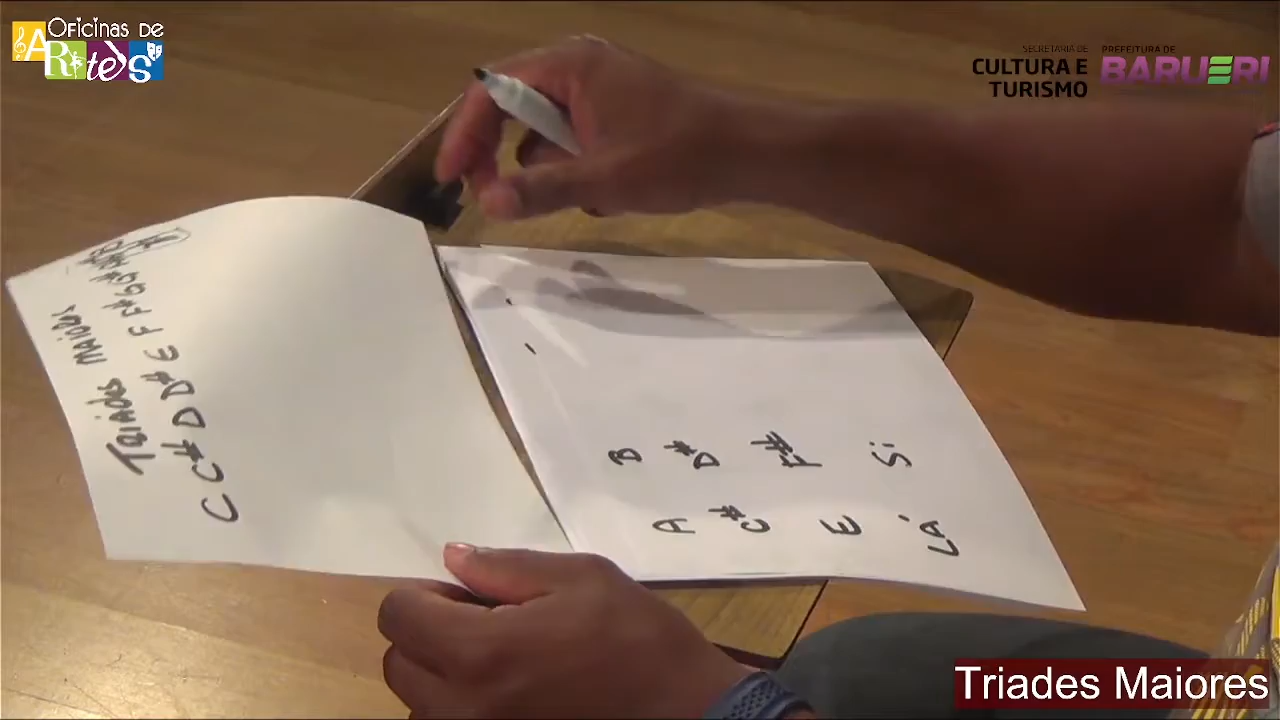 Oficinas de
Artes
SECRETARIA DE
CULTURA E
TURISMO
PREFEITURA DE
BARUERI
Triades Maiores
C C# D D# E F F# G G#
B D# F# Si
A C# E LÁ
Triades Maiores